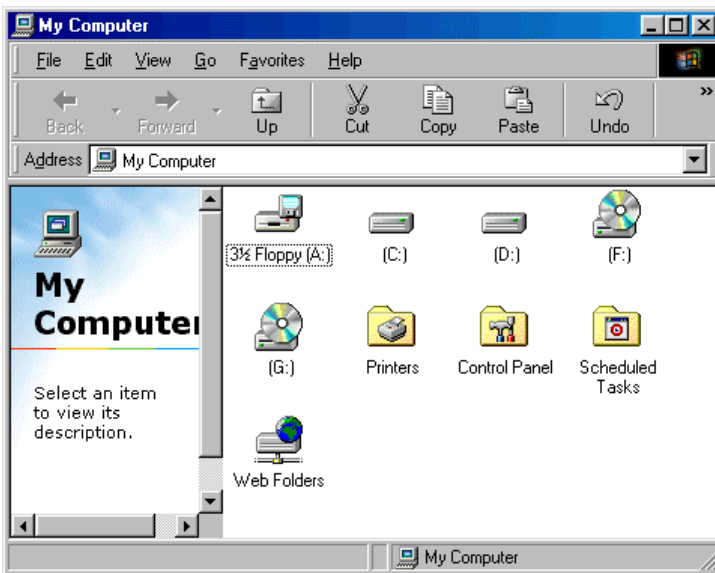 My Computer
File Edit View Go Favorites Help
Back Forward Up Cut Copy Paste Undo »
Address My Computer
My
Computer
Select an item
to view its
description.
3½ Floppy (A:) (C:) (D:) (F:)
(G:) Printers Control Panel Scheduled
Tasks
Web Folders
My Computer